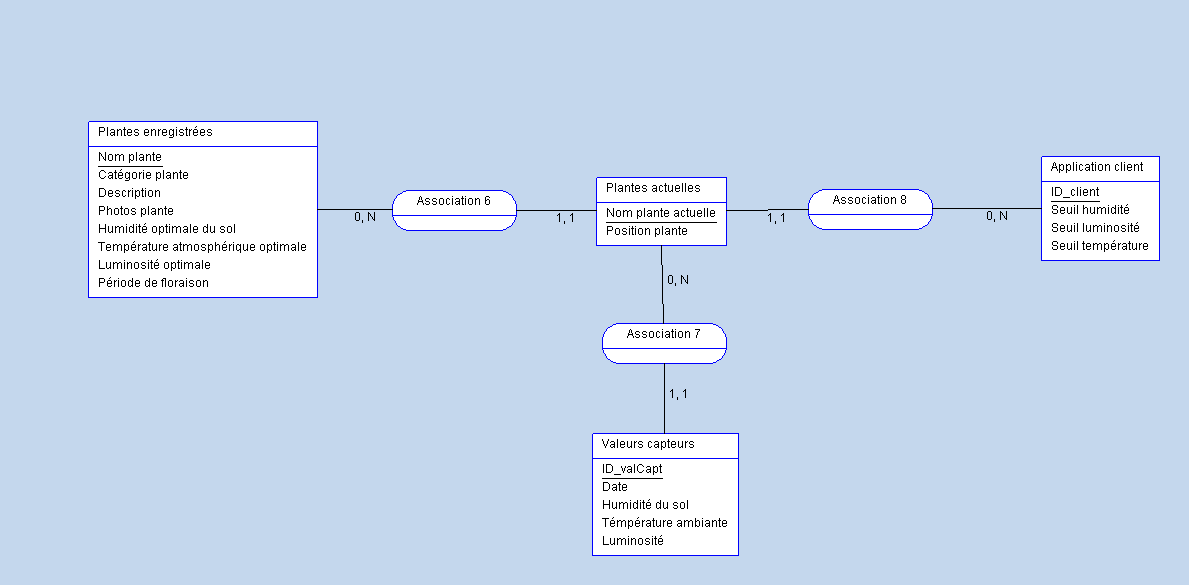 Plantes enregistrées
Nom plante
Catégorie plante
Description
Photos plante
Humidité optimale du sol
Température atmosphérique optimale
Luminosité optimale
Période de floraison
0, N
Association 6
1, 1
Plantes actuelles
Nom plante actuelle
Position plante
1, 1
Association 8
0, N
Application client
ID_client
Seuil humidité
Seuil luminosité
Seuil température
0, N
Association 7
1, 1
Valeurs capteurs
ID_valCapt
Date
Humidité du sol
Témpérature ambiante
Luminosité